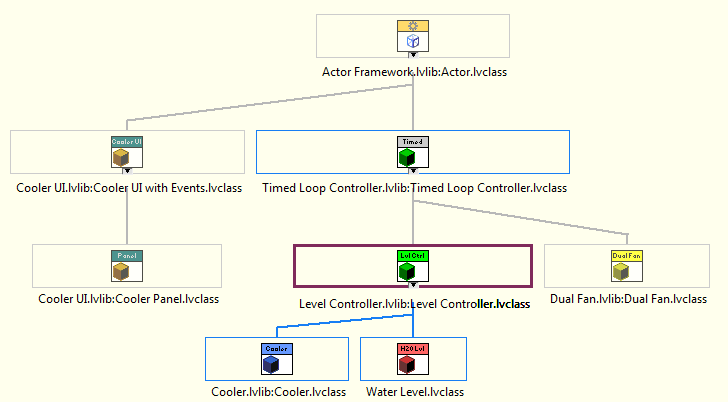 Actor Framework.lvlib:Actor.lvclass
Cooler UI
Timed
Cooler UI.lvlib:Cooler UI with Events.lvclass
Timed Loop Controller.lvlib:Timed Loop Controller.lvclass
Panel
Lvl Ctrl
Dual Fan
Cooler UI.lvlib:Cooler Panel.lvclass
Level Controller.lvlib:Level Controller.lvclass
Dual Fan.lvlib:Dual Fan.lvclass
Cooler
H2O Lvl
Cooler.lvlib:Cooler.lvclass
Water Level.lvclass